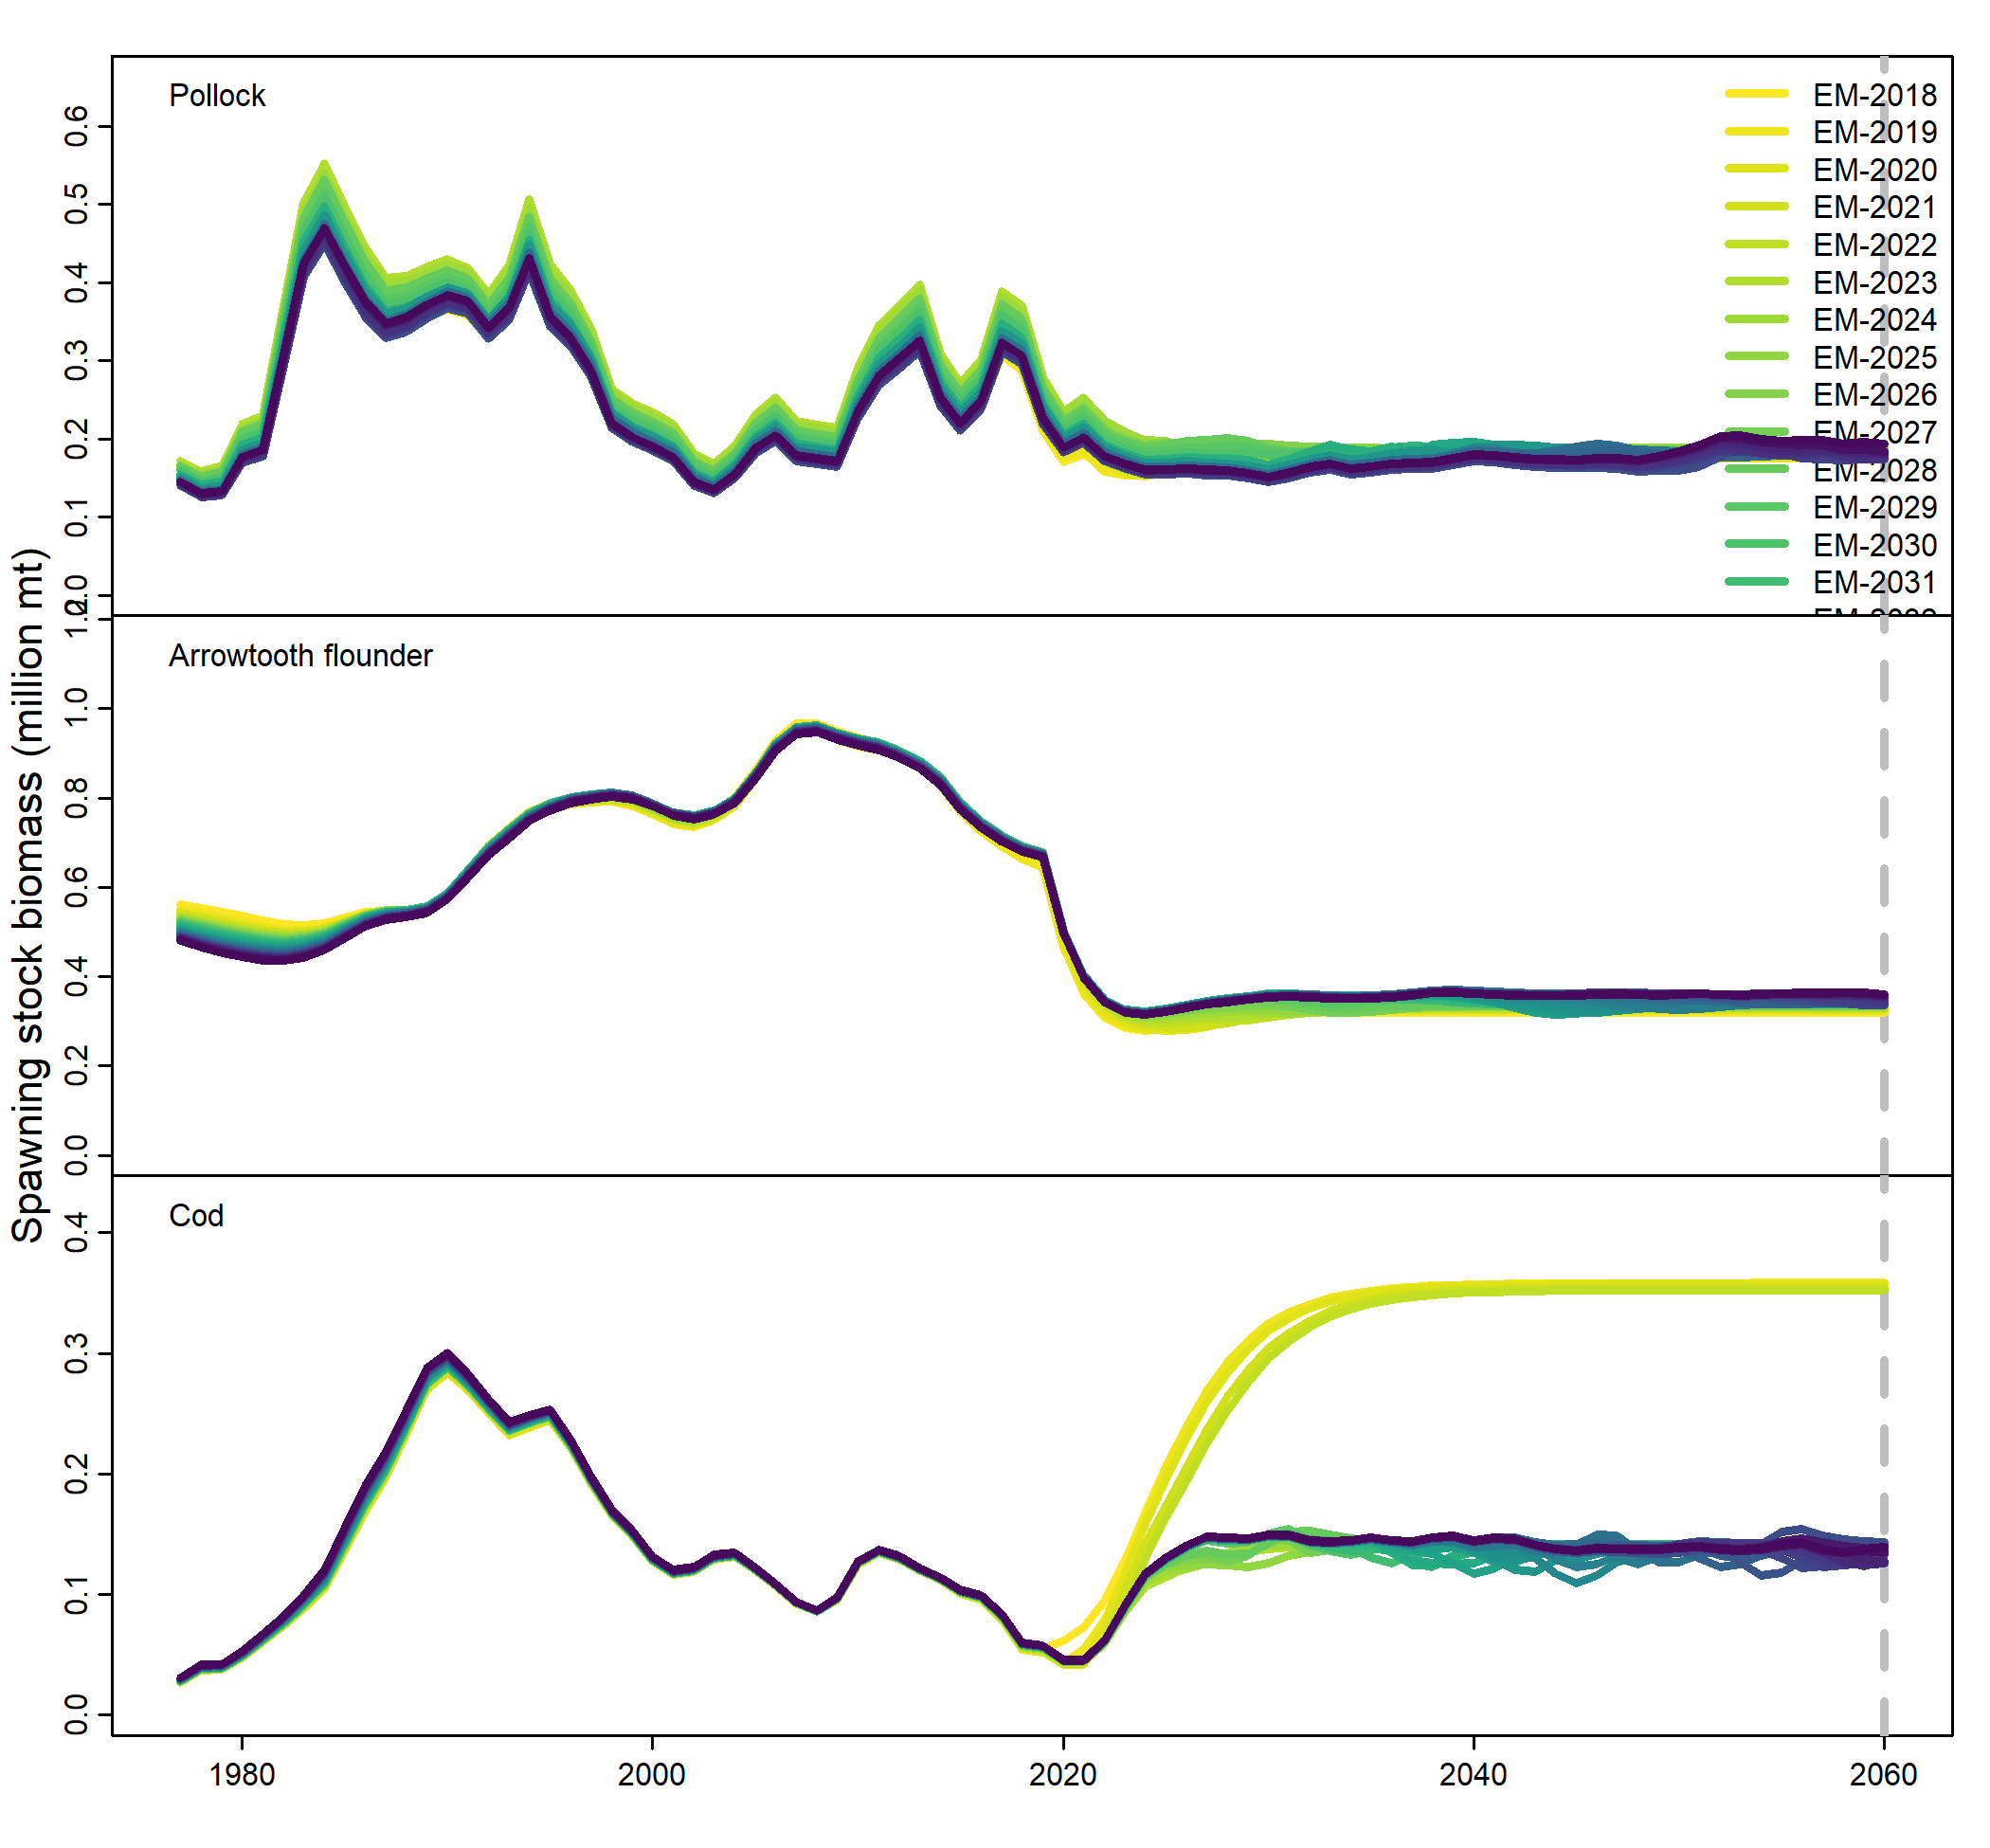 Spawning stock biomass (million mt)
Pollock
0.6
0.5
0.4
0.3
0.2
0.1
0.0
EM-2018
EM-2019
EM-2020
EM-2021
EM-2022
EM-2023
EM-2024
EM-2025
EM-2026
EM-2027
EM-2028
EM-2029
EM-2030
EM-2031
Arrowtooth flounder
1.2
1.0
0.8
0.6
0.4
0.2
0.0
Cod
0.4
0.3
0.2
0.1
0.0
1980 2000 2020 2040 2060